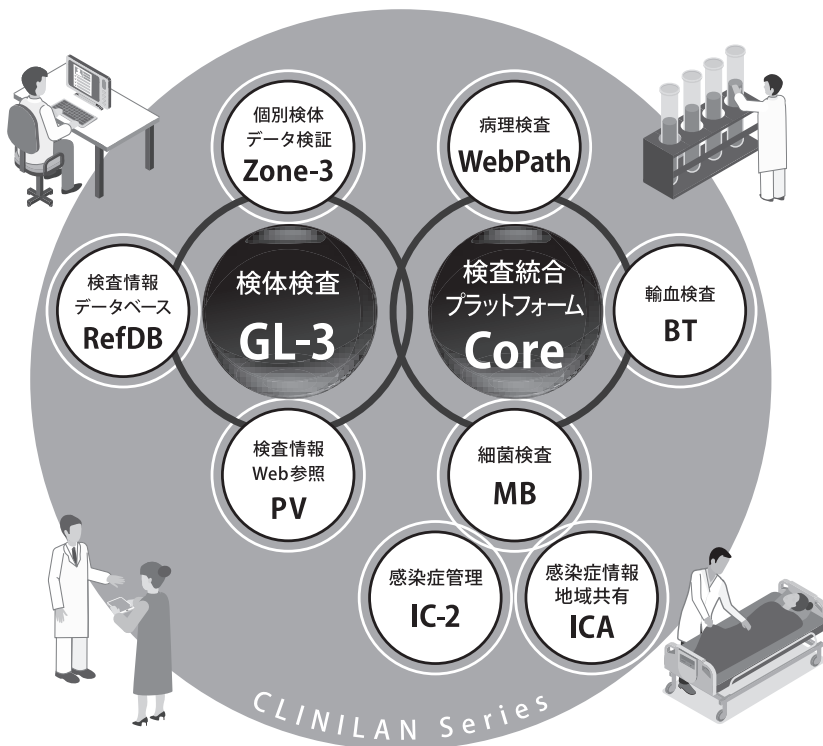 個別検体
データ検証
Zone-3
病理検査
WebPath
検査情報
データベース
RefDB
検体検査
GL-3
検査統合
プラットフォーム
Core
輸血検査
BT
検査情報
Web参照
PV
細菌検査
MB
感染症管理
IC-2
感染症情報
地域共有
ICA
CLINILAN Series